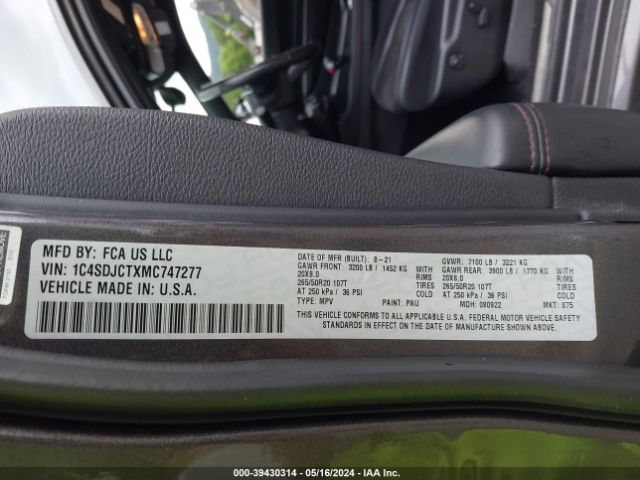 MFD BY: FCA US LLC
VIN: 1C4SDJCTXMC747277
VEHICLE MADE IN: U.S.A.
DATE OF MFR (BUILT): 8-21
GVWR: 7100 LB / 3221 KG
GAWR FRONT: 3200 LB / 1452 KG WITH
GAWR REAR: 3900 LB / 1770 KG WITH
20X8.0 RIMS
20X8.0 RIMS
265/50R20 107T TIRES
265/50R20 107T TIRES
AT 250 kPa / 36 PSI COLD
AT 250 kPa / 36 PSI COLD
TYPE: MPV PAINT: PAU MDH: 080922 MKT: 875
THIS VEHICLE CONFORMS TO ALL APPLICABLE U.S.A. FEDERAL MOTOR VEHICLE SAFETY
STANDARDS IN EFFECT ON THE DATE OF MANUFACTURE SHOWN ABOVE.
000-39430314 - 05/16/2024 - IAA Inc.